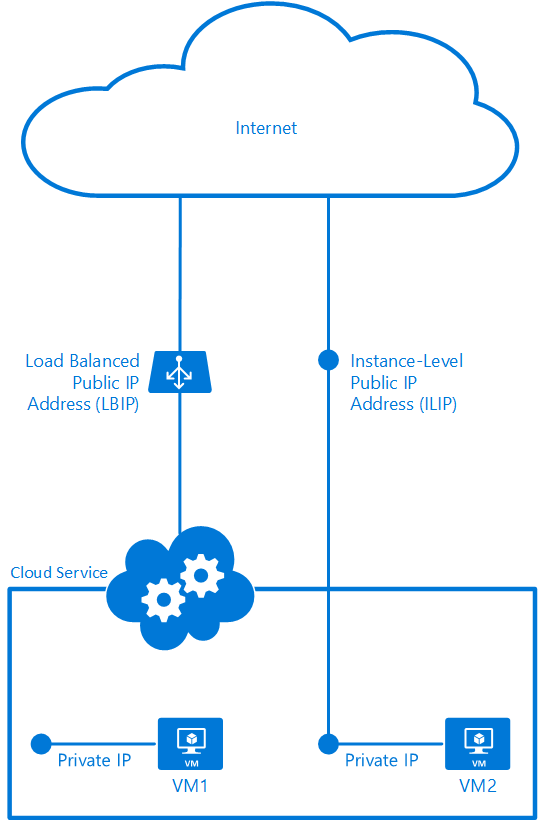 Internet
Load Balanced
Public IP
Address (LBIP)
Instance-Level
Public IP
Address (ILIP)
Cloud Service
Private IP
VM
VM1
Private IP
VM
VM2